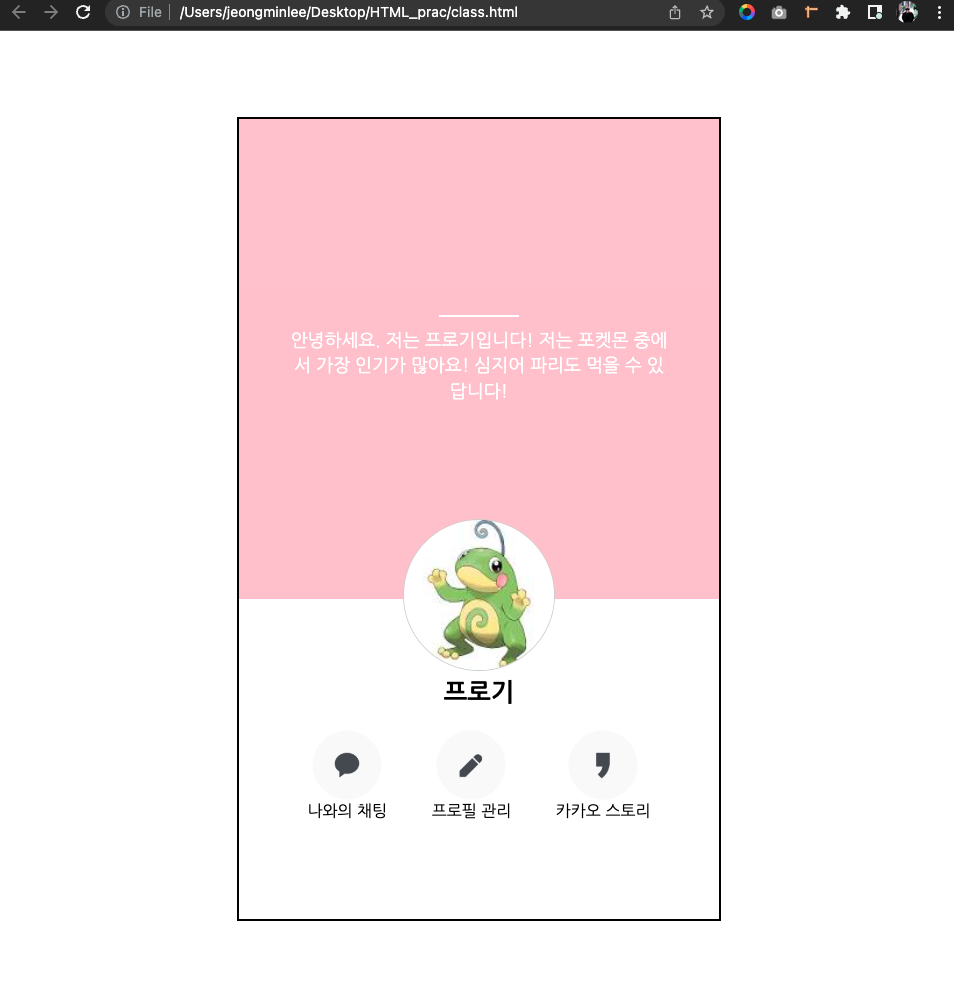 File
/Users/jeongminlee/Desktop/HTML_prac/class.html
안녕하세요. 저는 프로기입니다! 저는 포켓몬 중에
서 가장 인기가 많아요! 심지어 파리도 먹을 수 있
답니다!
프로기
나와의 채팅
프로필 관리
카카오 스토리